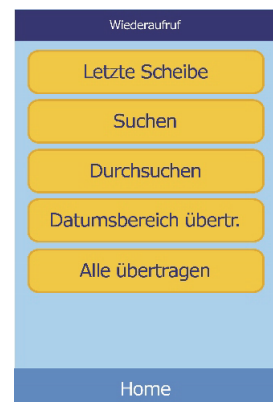 Wiederaufruf
Letzte Scheibe
Suchen
Durchsuchen
Datumsbereich übertr.
Alle übertragen
Home